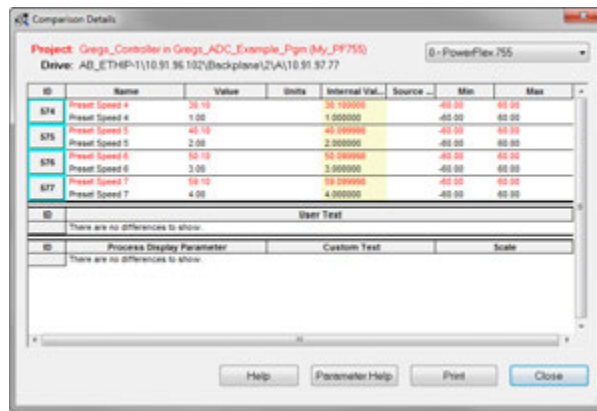 Comparison Details
Project: Gregs_Controller in Gregs_ADC_Example_Pgm (My_PF755)
0 - PowerFlex 755
Drive: AB_ETHIP-1\10.91.96.102\Backplane\2\A\10.91.97.77
ID Name Value Units Internal Val... Source ... Min Max
574 Preset Speed 4 30.10 30.100000 -60.00 60.00
Preset Speed 4 1.00 1.000000 -60.00 60.00
575 Preset Speed 5 40.10 40.099998 -60.00 60.00
Preset Speed 5 2.00 2.000000 -60.00 60.00
576 Preset Speed 6 50.10 50.099998 -60.00 60.00
Preset Speed 6 3.00 3.000000 -60.00 60.00
577 Preset Speed 7 59.10 59.099998 -60.00 60.00
Preset Speed 7 4.00 4.000000 -60.00 60.00
ID User Text
There are no differences to show.
ID Process Display Parameter Custom Text Scale
There are no differences to show.
Help Parameter Help Print Close